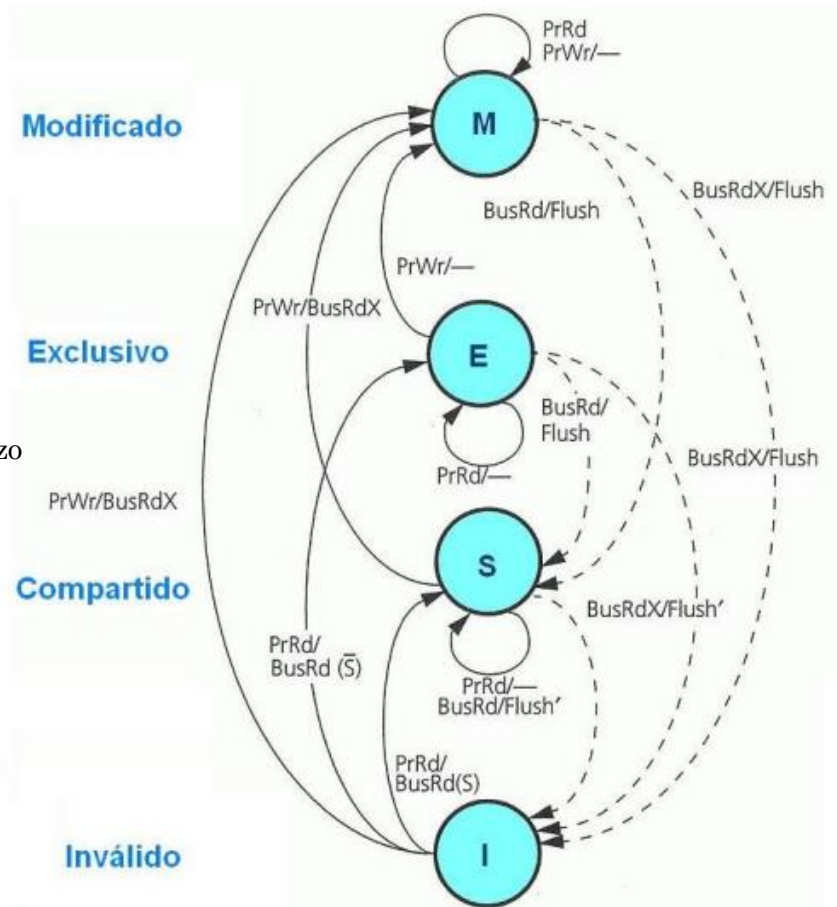 PrRd
PrWr/—
M
Modificado
BusRdX/Flush
BusRd/Flush
PrWr/—
PrWr/BusRdX
Exclusivo
E
BusRd/
Flush
PrRd/—
zo
BusRdX/Flush
PrWr/BusRdX
S
Compartido
BusRdX/Flush′
PrRd/
BusRd (S̅)
PrRd/—
BusRd/Flush′
PrRd/
BusRd(S)
Inválido
I